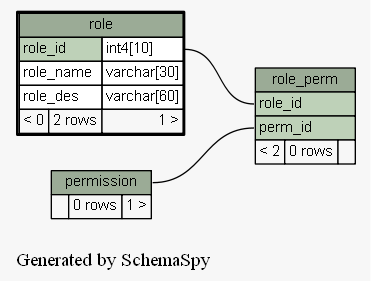 role
role_id int4[10]
role_name varchar[30]
role_des varchar[60]
< 0 2 rows 1 >
role_perm
role_id
perm_id
< 2 0 rows
permission
0 rows 1 >
Generated by SchemaSpy